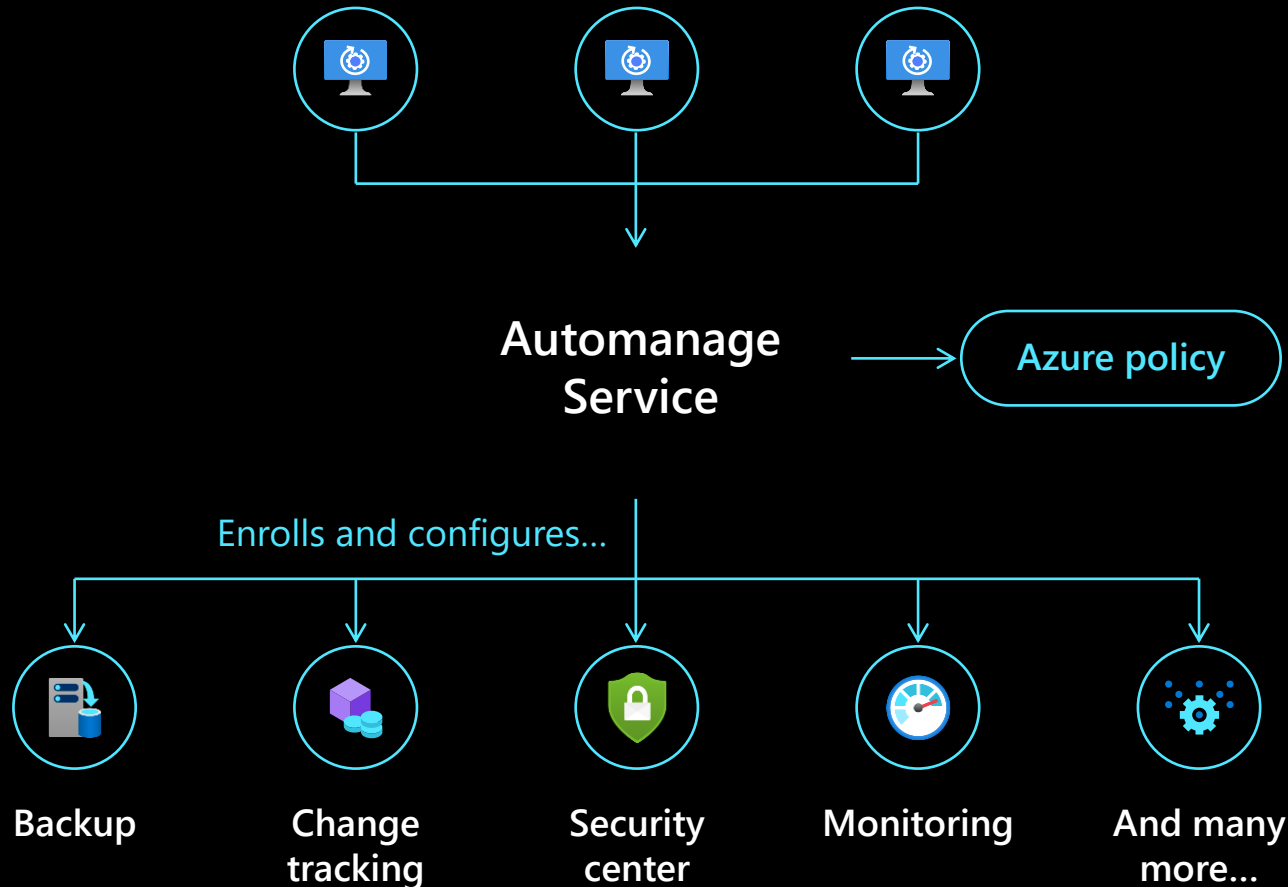 Automanage
Service
Azure policy
Enrolls and configures...
Backup
Change
tracking
Security
center
Monitoring
And many
more...